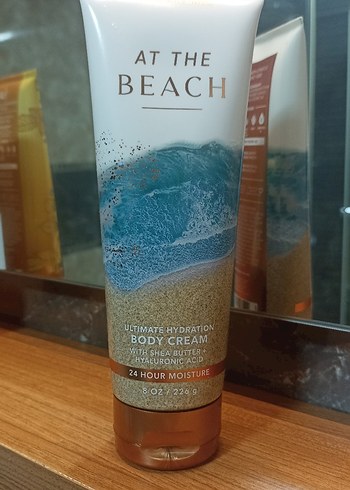 AT THE
BEACH
ULTIMATE HYDRATION
BODY CREAM
WITH SHEA BUTTER +
HYALURONIC ACID
24 HOUR MOISTURE
8 OZ / 226 g